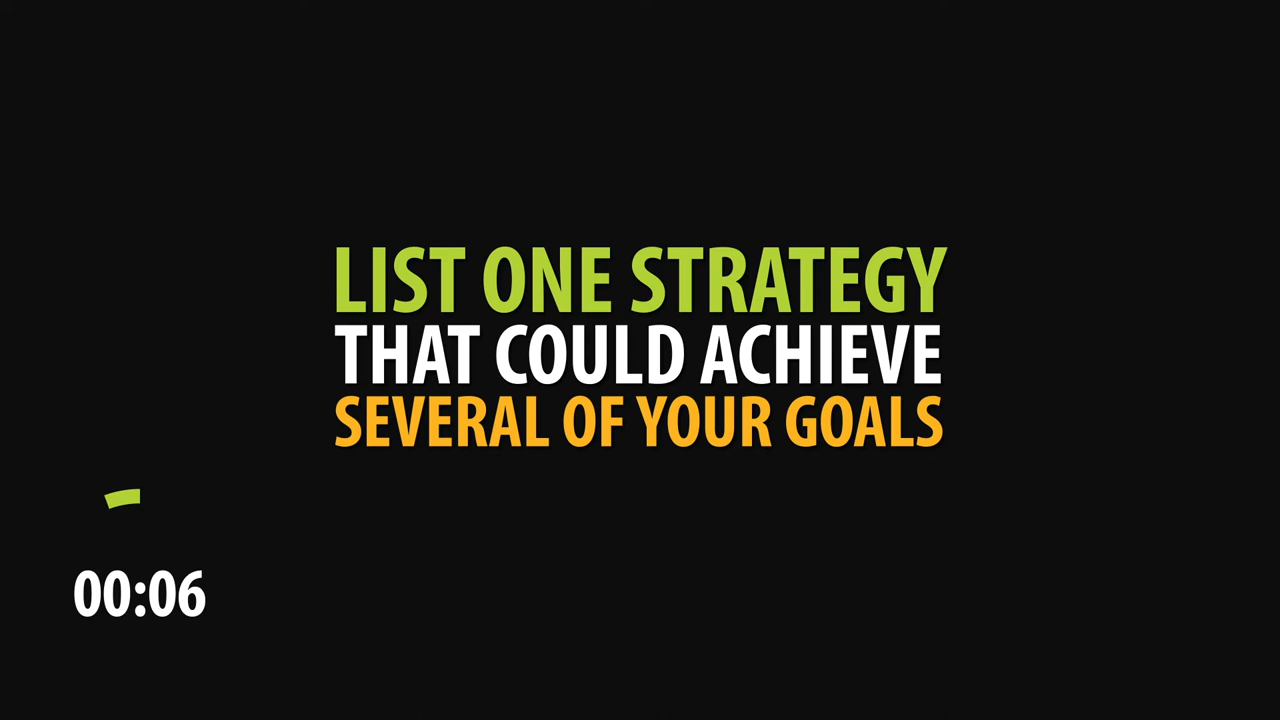 LIST ONE STRATEGY
THAT COULD ACHIEVE
SEVERAL OF YOUR GOALS
00:06